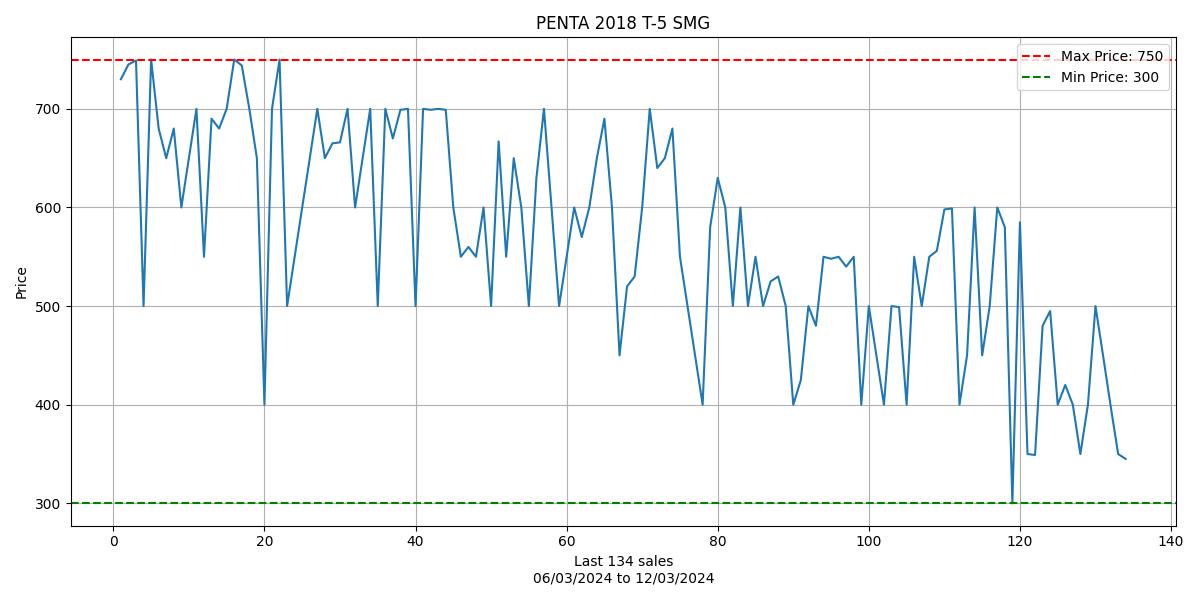 PENTA 2018 T-5 SMG
Max Price: 750
Min Price: 300
Price
700
600
500
400
300
0 20 40 60 80 100 120 140
Last 134 sales
06/03/2024 to 12/03/2024